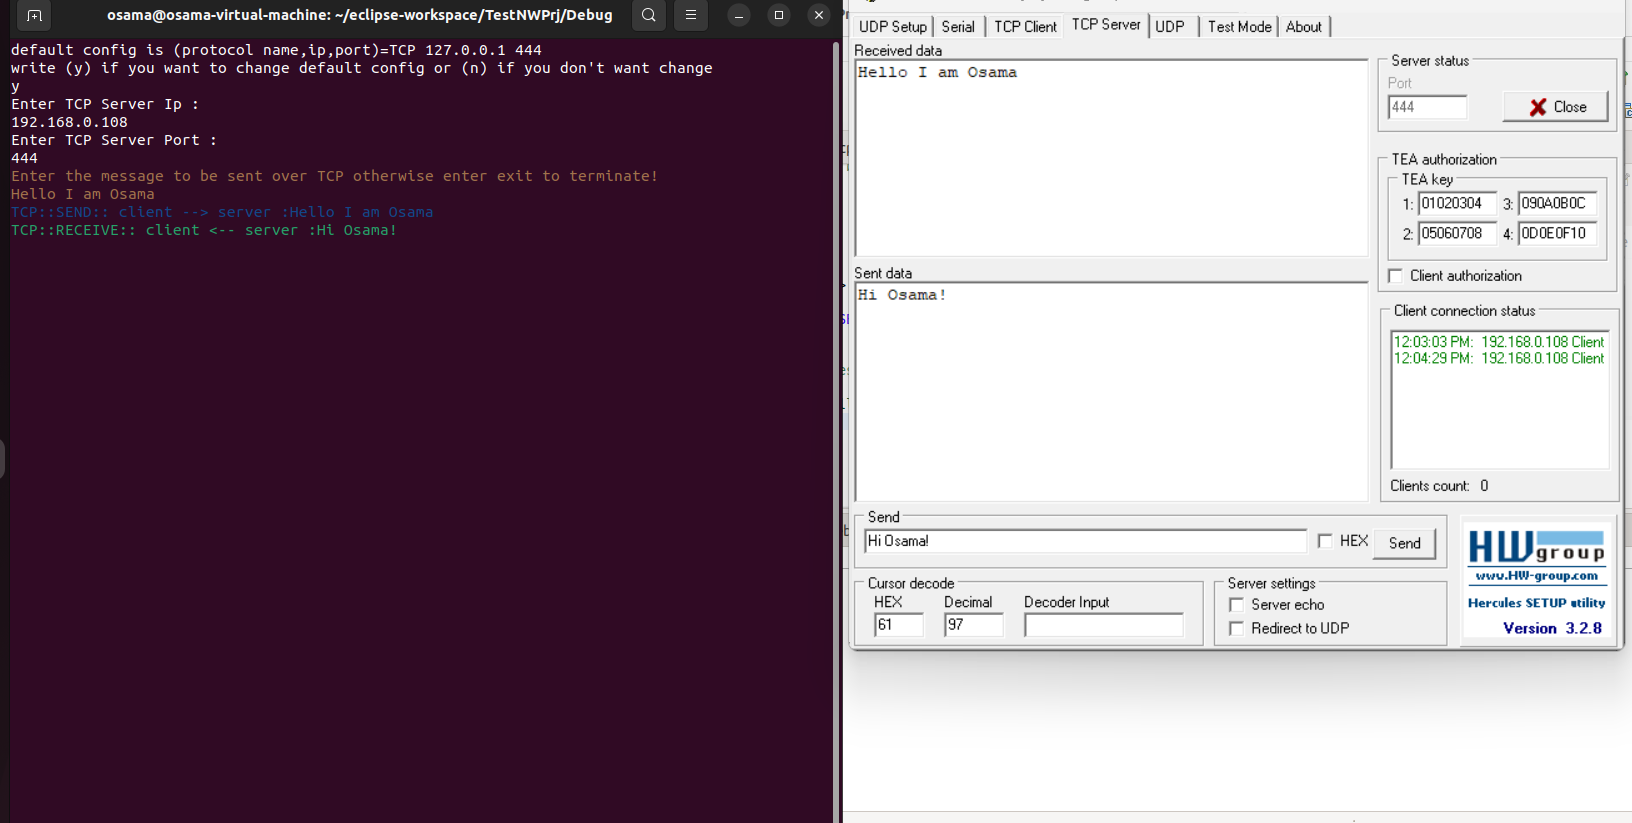 osama@osama-virtual-machine: ~/eclipse-workspace/TestNWPrj/Debug
default config is (protocol name,ip,port)=TCP 127.0.0.1 444
write (y) if you want to change default config or (n) if you don't want change
y
Enter TCP Server Ip :
192.168.0.108
Enter TCP Server Port :
444
Enter the message to be sent over TCP otherwise enter exit to terminate!
Hello I am Osama
TCP::SEND:: client --> server :Hello I am Osama
TCP::RECEIVE:: client <-- server :Hi Osama!
UDP Setup Serial TCP Client TCP Server UDP Test Mode About
Received data
Hello I am Osama
Sent data
Hi Osama!
Server status
Port
444 Close
TEA authorization
TEA key
1: 01020304 3: 090A0B0C
2: 05060708 4: 0D0E0F10
Client authorization
Client connection status
12:03:03 PM: 192.168.0.108 Client
12:04:29 PM: 192.168.0.108 Client
Clients count: 0
Send
Hi Osama! HEX Send
Cursor decode
HEX Decimal Decoder Input
61 97
Server settings
Server echo
Redirect to UDP
HWgroup
www.HW-group.com
Hercules SETUP utility
Version 3.2.8